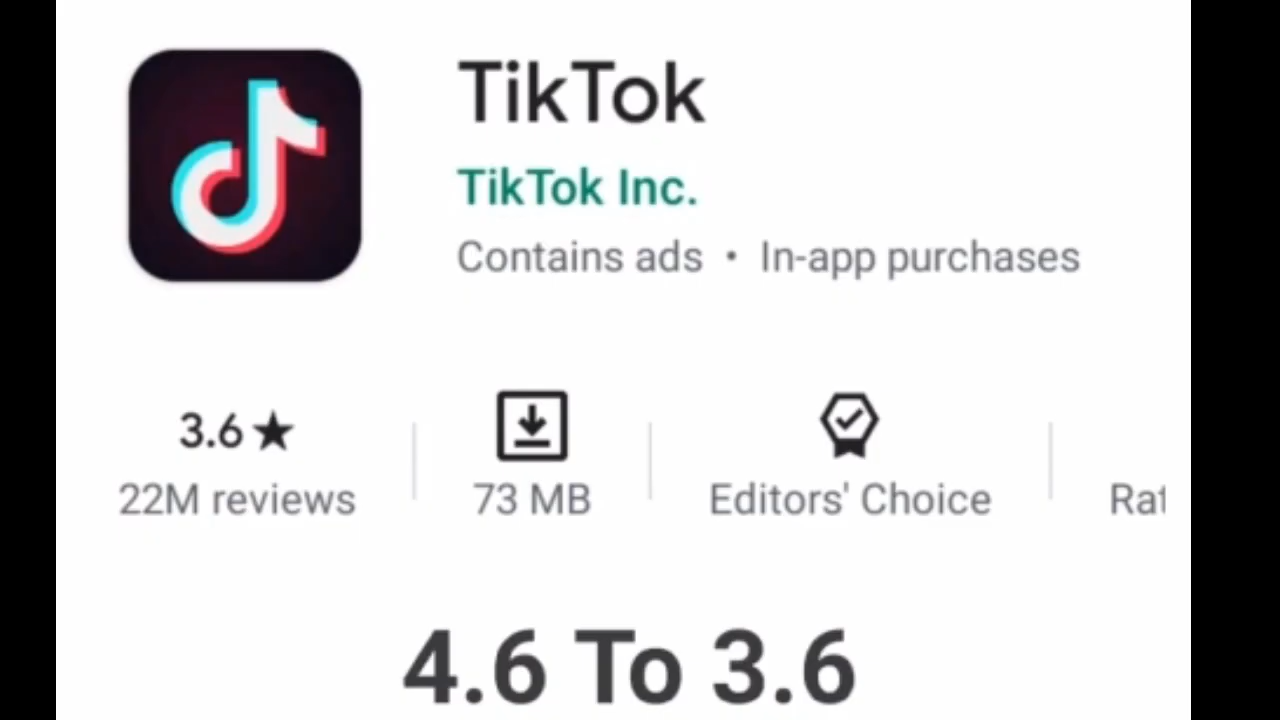 TikTok
TikTok Inc.
Contains ads • In-app purchases
3.6★
22M reviews
73 MB
Editors' Choice
4.6 To 3.6